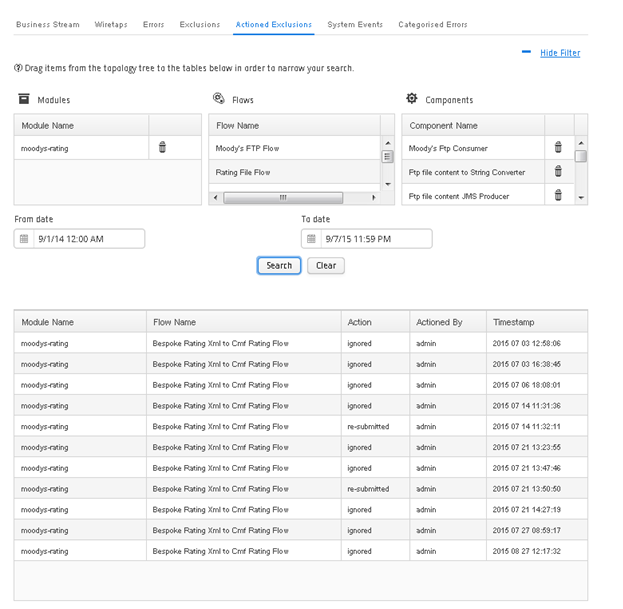 Business Stream Wiretaps Errors Exclusions Actioned Exclusions System Events Categorised Errors
Hide Filter
Drag items from the topology tree to the tables below in order to narrow your search.
Modules Flows Components
Module Name Flow Name Component Name
moodys-rating Moody's FTP Flow Moody's Ftp Consumer
Rating File Flow Ftp file content to String Converter
Ftp file content JMS Producer
From date To date
9/1/14 12:00 AM 9/7/15 11:59 PM
Search Clear
Module Name Flow Name Action Actioned By Timestamp
moodys-rating Bespoke Rating Xml to Cmf Rating Flow ignored admin 2015 07 03 12:58:06
moodys-rating Bespoke Rating Xml to Cmf Rating Flow ignored admin 2015 07 03 16:38:45
moodys-rating Bespoke Rating Xml to Cmf Rating Flow ignored admin 2015 07 06 18:08:01
moodys-rating Bespoke Rating Xml to Cmf Rating Flow ignored admin 2015 07 14 11:31:36
moodys-rating Bespoke Rating Xml to Cmf Rating Flow re-submitted admin 2015 07 14 11:32:11
moodys-rating Bespoke Rating Xml to Cmf Rating Flow ignored admin 2015 07 21 13:23:55
moodys-rating Bespoke Rating Xml to Cmf Rating Flow ignored admin 2015 07 21 13:47:46
moodys-rating Bespoke Rating Xml to Cmf Rating Flow re-submitted admin 2015 07 21 13:50:50
moodys-rating Bespoke Rating Xml to Cmf Rating Flow ignored admin 2015 07 21 14:27:19
moodys-rating Bespoke Rating Xml to Cmf Rating Flow ignored admin 2015 07 27 08:59:17
moodys-rating Bespoke Rating Xml to Cmf Rating Flow ignored admin 2015 08 27 12:17:32